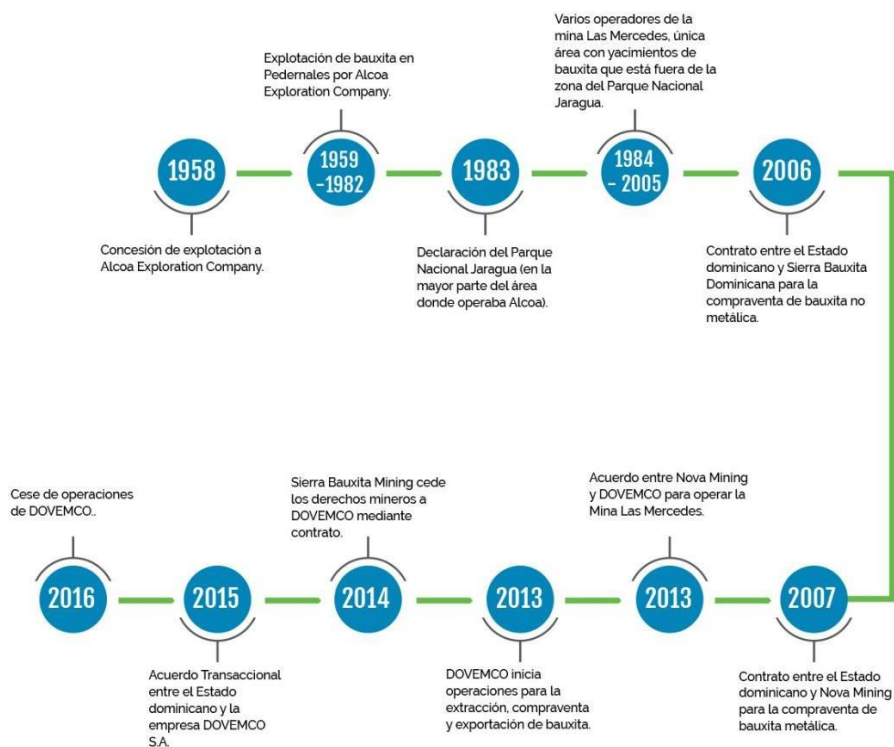 1958
Concesión de explotación a
Alcoa Exploration Company.
Explotación de bauxita en
Pedernales por Alcoa
Exploration Company.
1959
-1982
1983
Declaración del Parque
Nacional Jaragua (en la
mayor parte del área
donde operaba Alcoa).
Varios operadores de la
mina Las Mercedes, única
área con yacimientos de
bauxita que está fuera de la
zona del Parque Nacional
Jaragua.
1984
- 2005
2006
Contrato entre el Estado
dominicano y Sierra Bauxita
Dominicana para la
compraventa de bauxita no
metálica.
2007
Contrato entre el Estado
dominicano y Nova Mining
para la compraventa de
bauxita metálica.
Acuerdo entre Nova Mining
y DOVEMCO para operar la
Mina Las Mercedes.
2013
2013
DOVEMCO inicia
operaciones para la
extracción, compraventa
y exportación de bauxita.
Sierra Bauxita Mining cede
los derechos mineros a
DOVEMCO mediante
contrato.
2014
2015
Acuerdo Transaccional
entre el Estado
dominicano y la
empresa DOVEMCO
S.A.
Cese de operaciones
de DOVEMCO..
2016